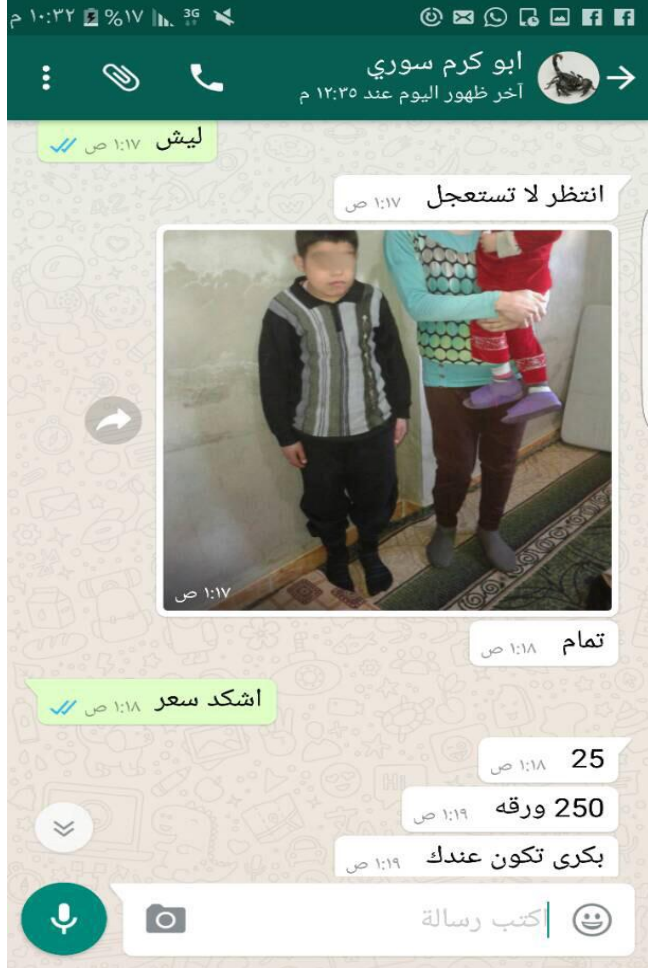 ١٠:٣٢ م %١٧ 3G
ابو كرم سوري
آخر ظهور اليوم عند ١٢:٣٥ م
ليش ١:١٧ ص
انتظر لا تستعجل ١:١٧ ص
١:١٧ ص
تمام ١:١٨ ص
اشكد سعر ١:١٨ ص
25 ١:١٨ ص
250 ورقه ١:١٩ ص
بكرى تكون عندك ١:١٩ ص
اكتب رسالة